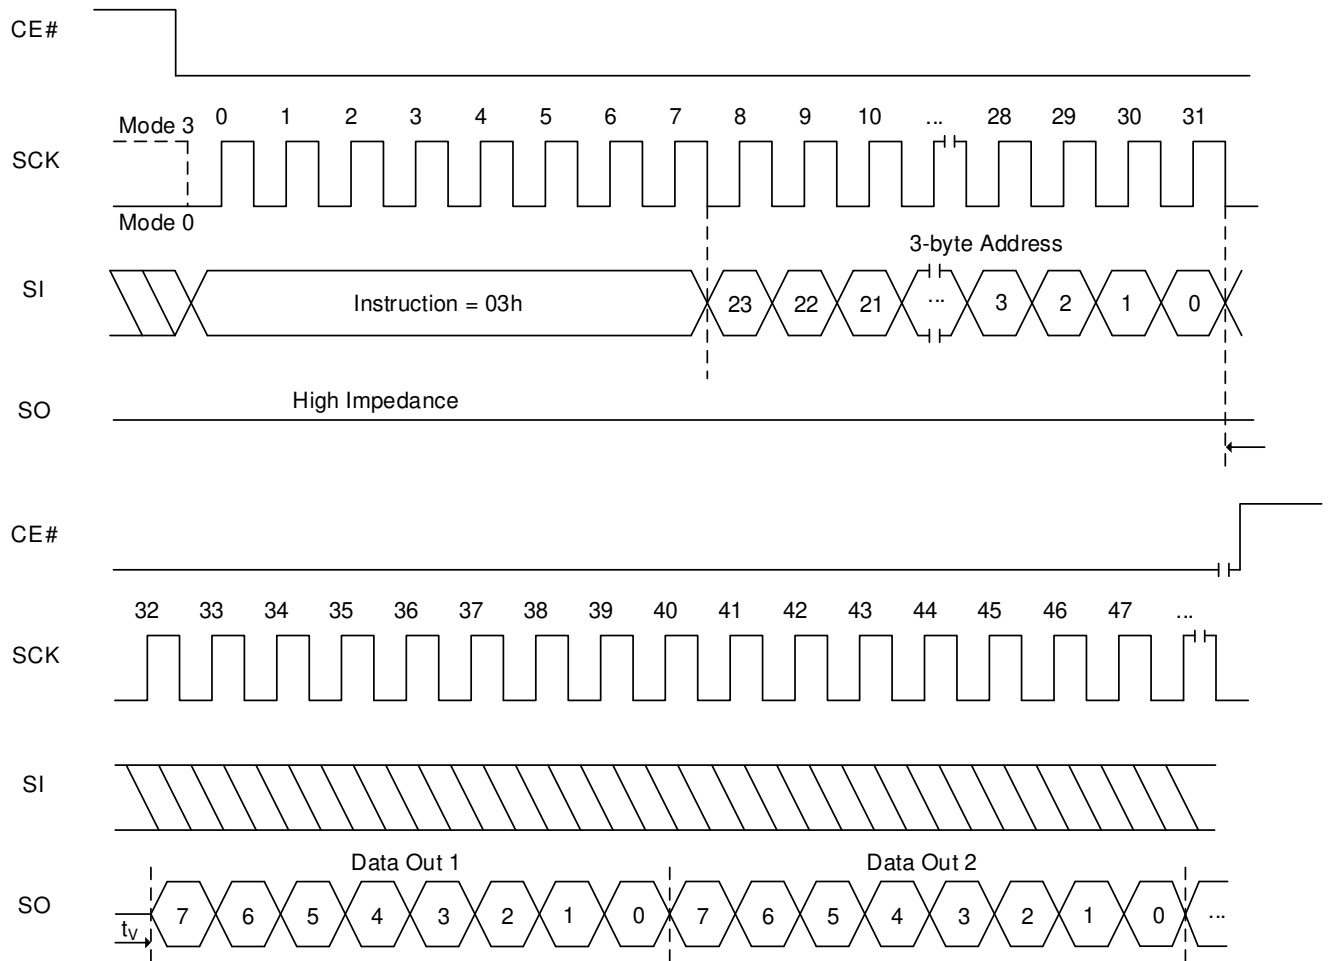 CE#
0 1 2 3 4 5 6 7 8 9 10 ... 28 29 30 31
Mode 3
SCK
Mode 0
3-byte Address
SI
Instruction = 03h 23 22 21 ... 3 2 1 0
High Impedance
SO
CE#
32 33 34 35 36 37 38 39 40 41 42 43 44 45 46 47 ...
SCK
SI
Data Out 1 Data Out 2
SO 7 6 5 4 3 2 1 0 7 6 5 4 3 2 1 0 ...
tV